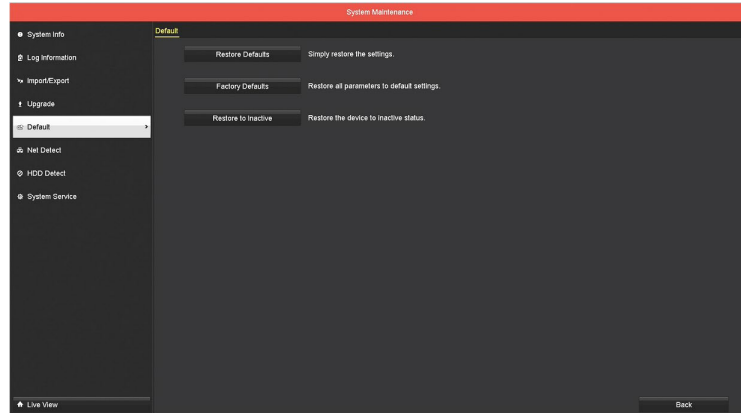 System Maintenance
System Info
Log Information
Import/Export
Upgrade
Default
Net Detect
HDD Detect
System Service
Live View
Default
Restore Defaults Simply restore the settings.
Factory Defaults Restore all parameters to default settings.
Restore to Inactive Restore the device to inactive status.
Back